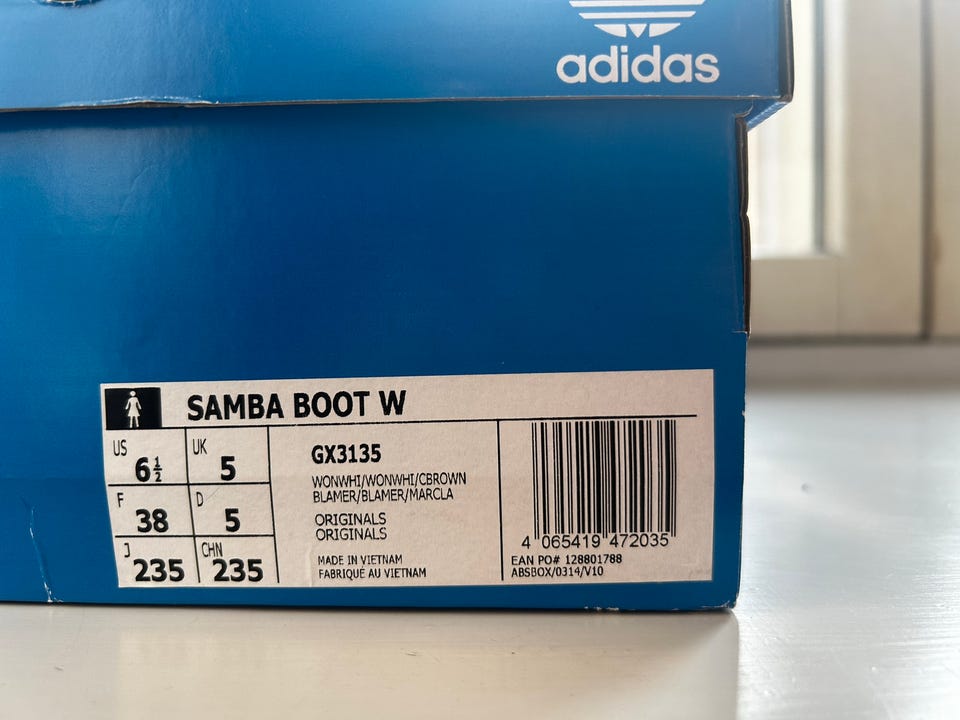 adidas
SAMBA BOOT W
US 6½
UK 5
F 38
D 5
J 235
CHN 235
GX3135
WONWHI/WONWHI/CBROWN
BLAMER/BLAMER/MARCLA
ORIGINALS
ORIGINALS
MADE IN VIETNAM
FABRIQUÉ AU VIETNAM
4 065419 472035
EAN PO# 128801788
ABSBOX/0314/V10